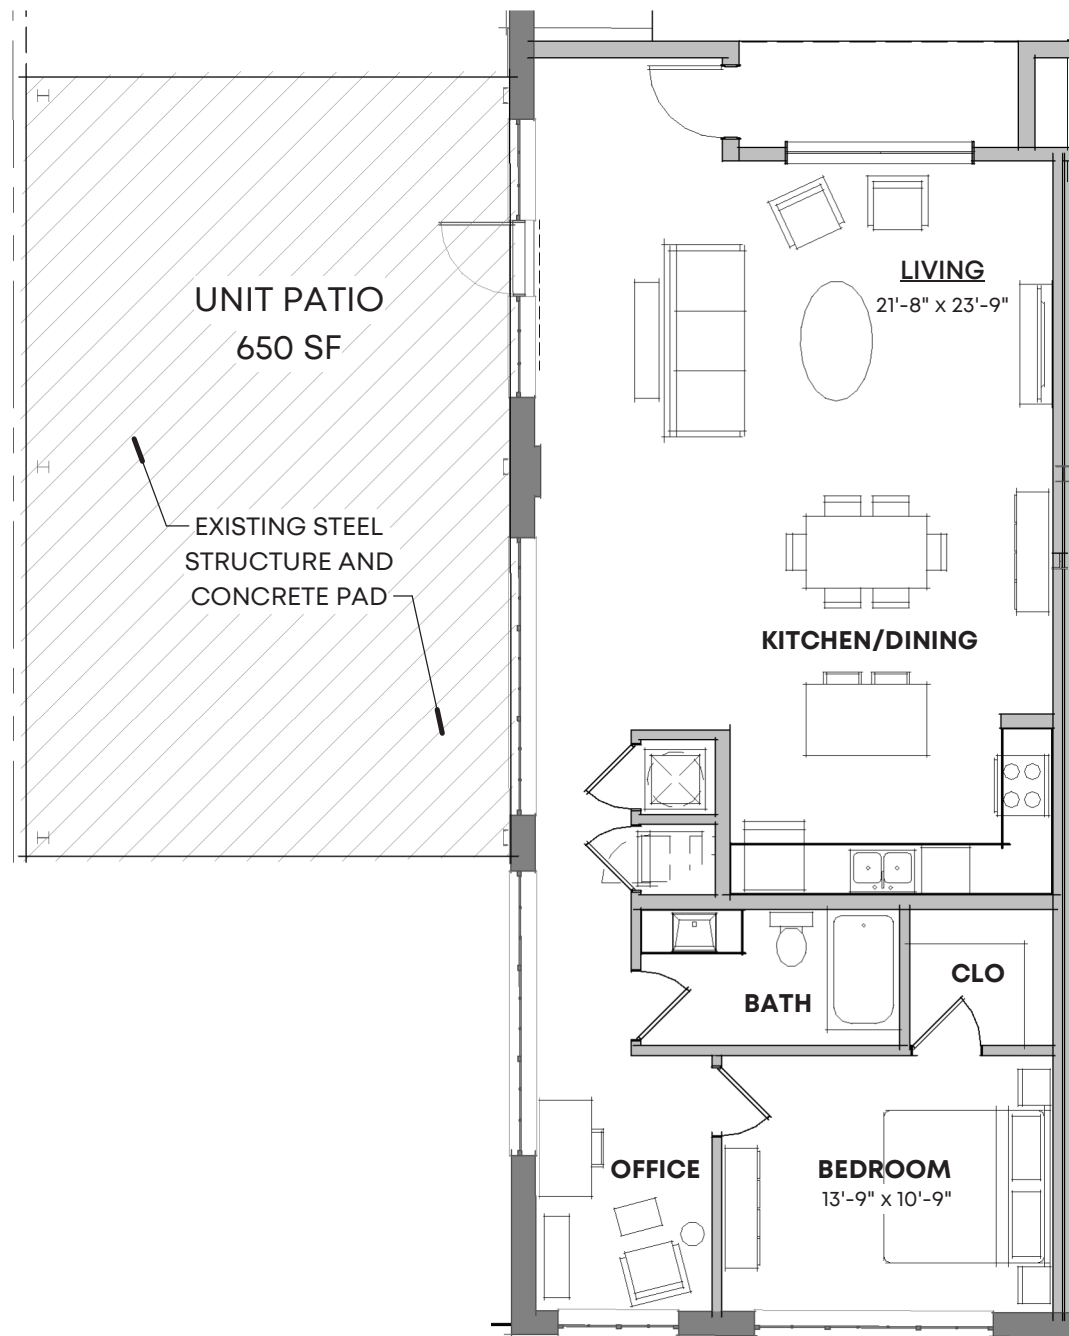 LIVING
21'-8" x 23'-9"
UNIT PATIO
650 SF
EXISTING STEEL
STRUCTURE AND
CONCRETE PAD
KITCHEN/DINING
CLO
BATH
OFFICE
BEDROOM
13'-9" x 10'-9"